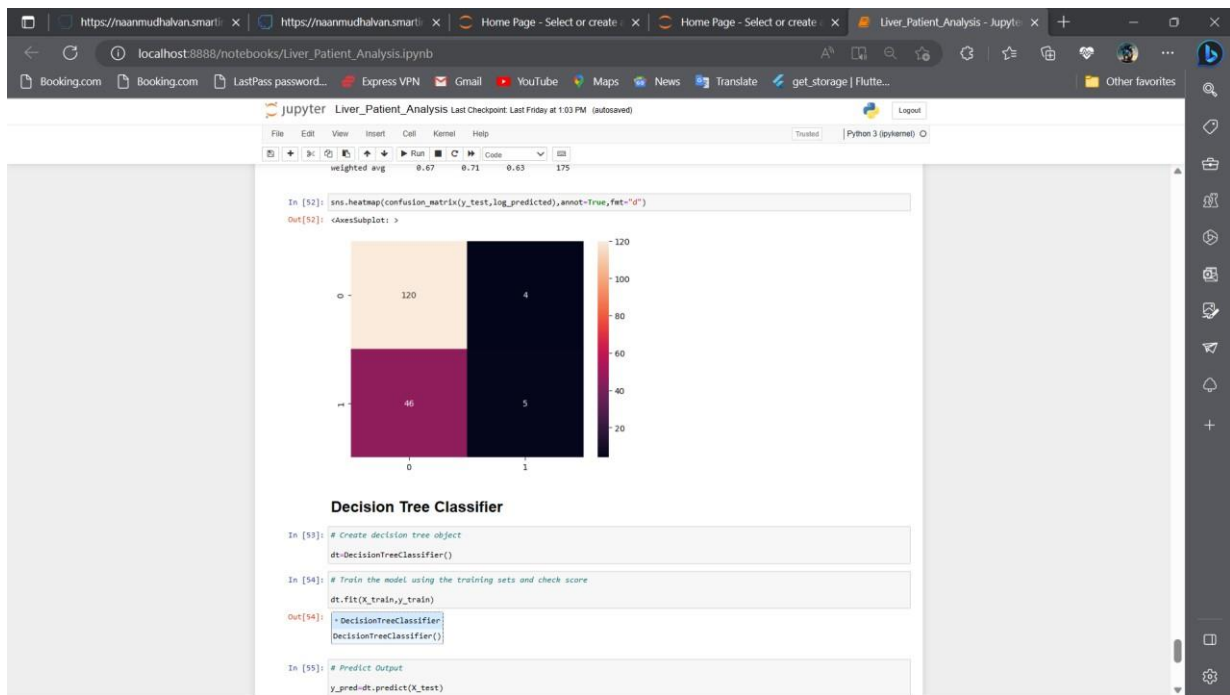 https://naanmudhalvan.smarti
https://naanmudhalvan.smarti
Home Page - Select or create a
Home Page - Select or create a
Liver_Patient_Analysis - Jupyte
localhost:8888/notebooks/Liver_Patient_Analysis.ipynb
Booking.com
Booking.com
LastPass password...
Express VPN
Gmail
YouTube
Maps
News
Translate
get_storage | Flutte...
Other favorites
jupyter Liver_Patient_Analysis Last Checkpoint: Last Friday at 1:03 PM (autosaved)
Logout
File Edit View Insert Cell Kernel Help
Trusted
Python 3 (ipykernel)
Run
Code
weighted avg 0.67 0.71 0.63 175
In [52]: sns.heatmap(confusion_matrix(y_test,log_predicted),annot=True,fmt="d")
Out[52]: <AxesSubplot: >
120
100
80
60
40
20
0
120
4
1
46
5
0
1
Decision Tree Classifier
In [53]: # Create decision tree object
dt=DecisionTreeClassifier()
In [54]: # Train the model using the training sets and check score
dt.fit(X_train,y_train)
Out[54]: DecisionTreeClassifier
DecisionTreeClassifier()
In [55]: # Predict Output
y_pred=dt.predict(X_test)